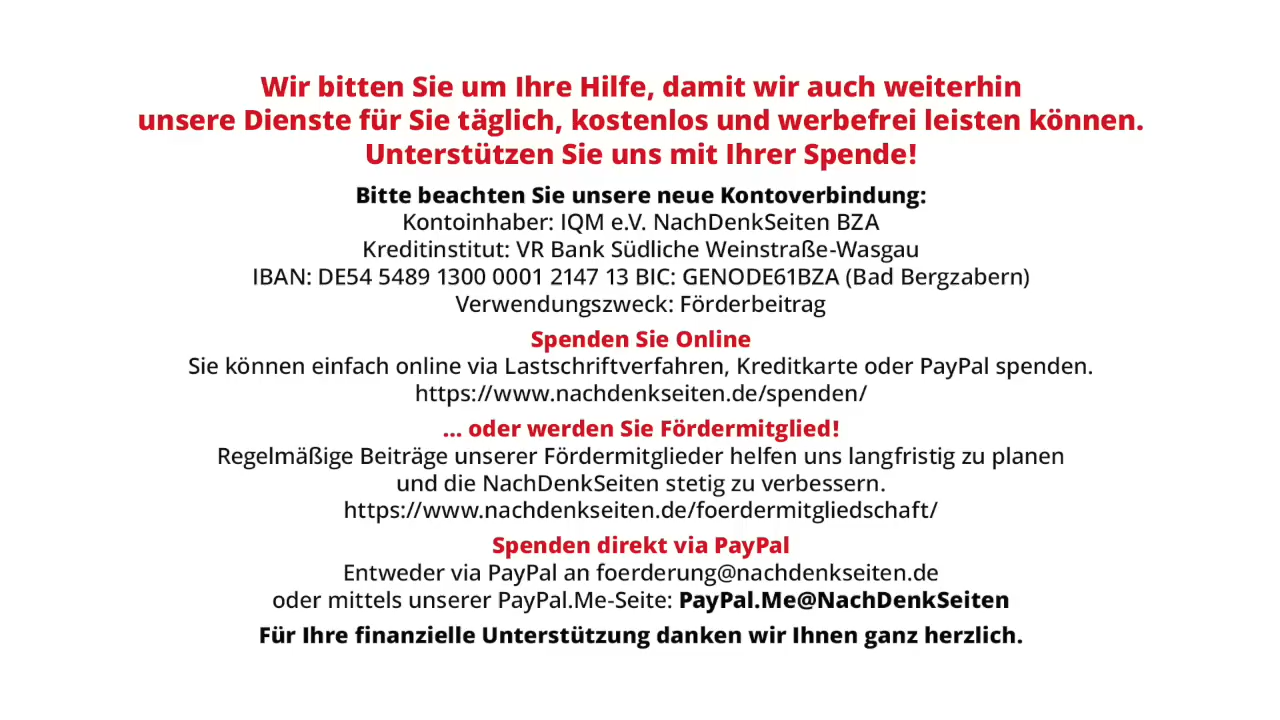 Wir bitten Sie um Ihre Hilfe, damit wir auch weiterhin
unsere Dienste für Sie täglich, kostenlos und werbefrei leisten können.
Unterstützen Sie uns mit Ihrer Spende!
Bitte beachten Sie unsere neue Kontoverbindung:
Kontoinhaber: IQM e.V. NachDenkSeiten BZA
Kreditinstitut: VR Bank Südliche Weinstraße-Wasgau
IBAN: DE54 5489 1300 0001 2147 13 BIC: GENODE61BZA (Bad Bergzabern)
Verwendungszweck: Förderbeitrag
Spenden Sie Online
Sie können einfach online via Lastschriftverfahren, Kreditkarte oder PayPal spenden.
https://www.nachdenkseiten.de/spenden/
... oder werden Sie Fördermitglied!
Regelmäßige Beiträge unserer Fördermitglieder helfen uns langfristig zu planen
und die NachDenkSeiten stetig zu verbessern.
https://www.nachdenkseiten.de/foerdermitgliedschaft/
Spenden direkt via PayPal
Entweder via PayPal an foerderung@nachdenkseiten.de
oder mittels unserer PayPal.Me-Seite: PayPal.Me@NachDenkSeiten
Für Ihre finanzielle Unterstützung danken wir Ihnen ganz herzlich.